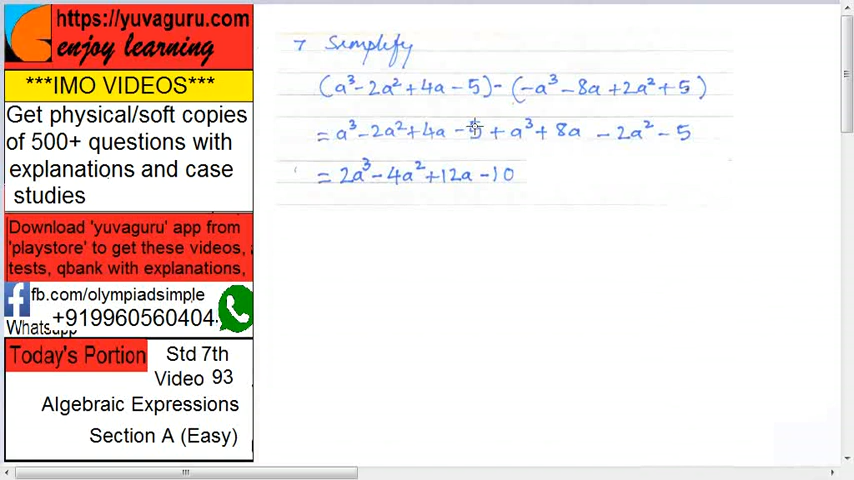 https://yuvaguru.com
enjoy learning
***IMO VIDEOS***
Get physical/soft copies
of 500+ questions with
explanations and case
studies
Download 'yuvaguru' app from
'playstore' to get these videos,
tests, qbank with explanations,
fb.com/olympiadsimple
+919960560404
Whatsapp
Today's Portion
Std 7th
Video 93
Algebraic Expressions
Section A (Easy)
7 Simplify
(a³-2a²+4a-5)-(-a³-8a+2a²+5)
=a³-2a²+4a-5+a³+8a-2a²-5
=2a³-4a²+12a-10